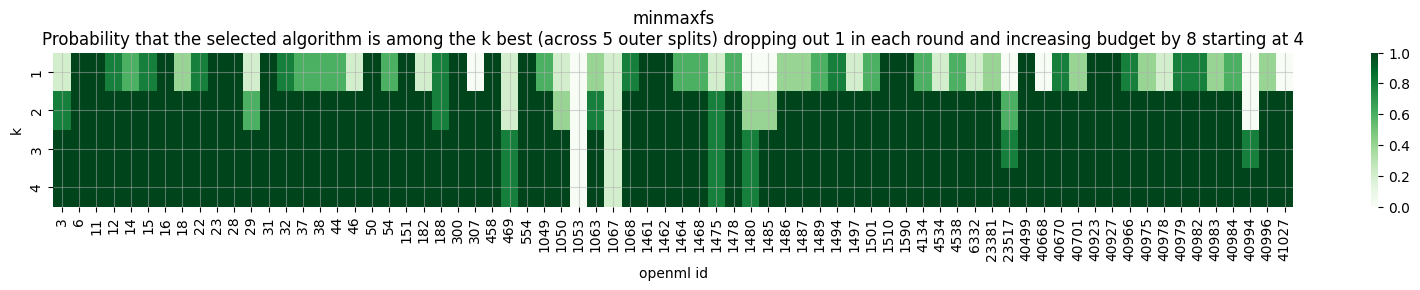 minmaxfs
Probability that the selected algorithm is among the k best (across 5 outer splits) dropping out 1 in each round and increasing budget by 8 starting at 4
k
1
2
3
4
3 6 11 12 14 15 16 18 22 23 28 29 31 32 37 38 44 46 50 54 151 182 188 300 307 458 469 554 1049 1050 1053 1063 1067 1068 1461 1462 1464 1468 1475 1478 1480 1485 1486 1487 1489 1494 1497 1501 1510 1590 4134 4534 4538 6332 23381 23517 40499 40668 40670 40701 40923 40927 40966 40975 40978 40979 40982 40983 40984 40994 40996 41027
openml id
1.0
0.8
0.6
0.4
0.2
0.0